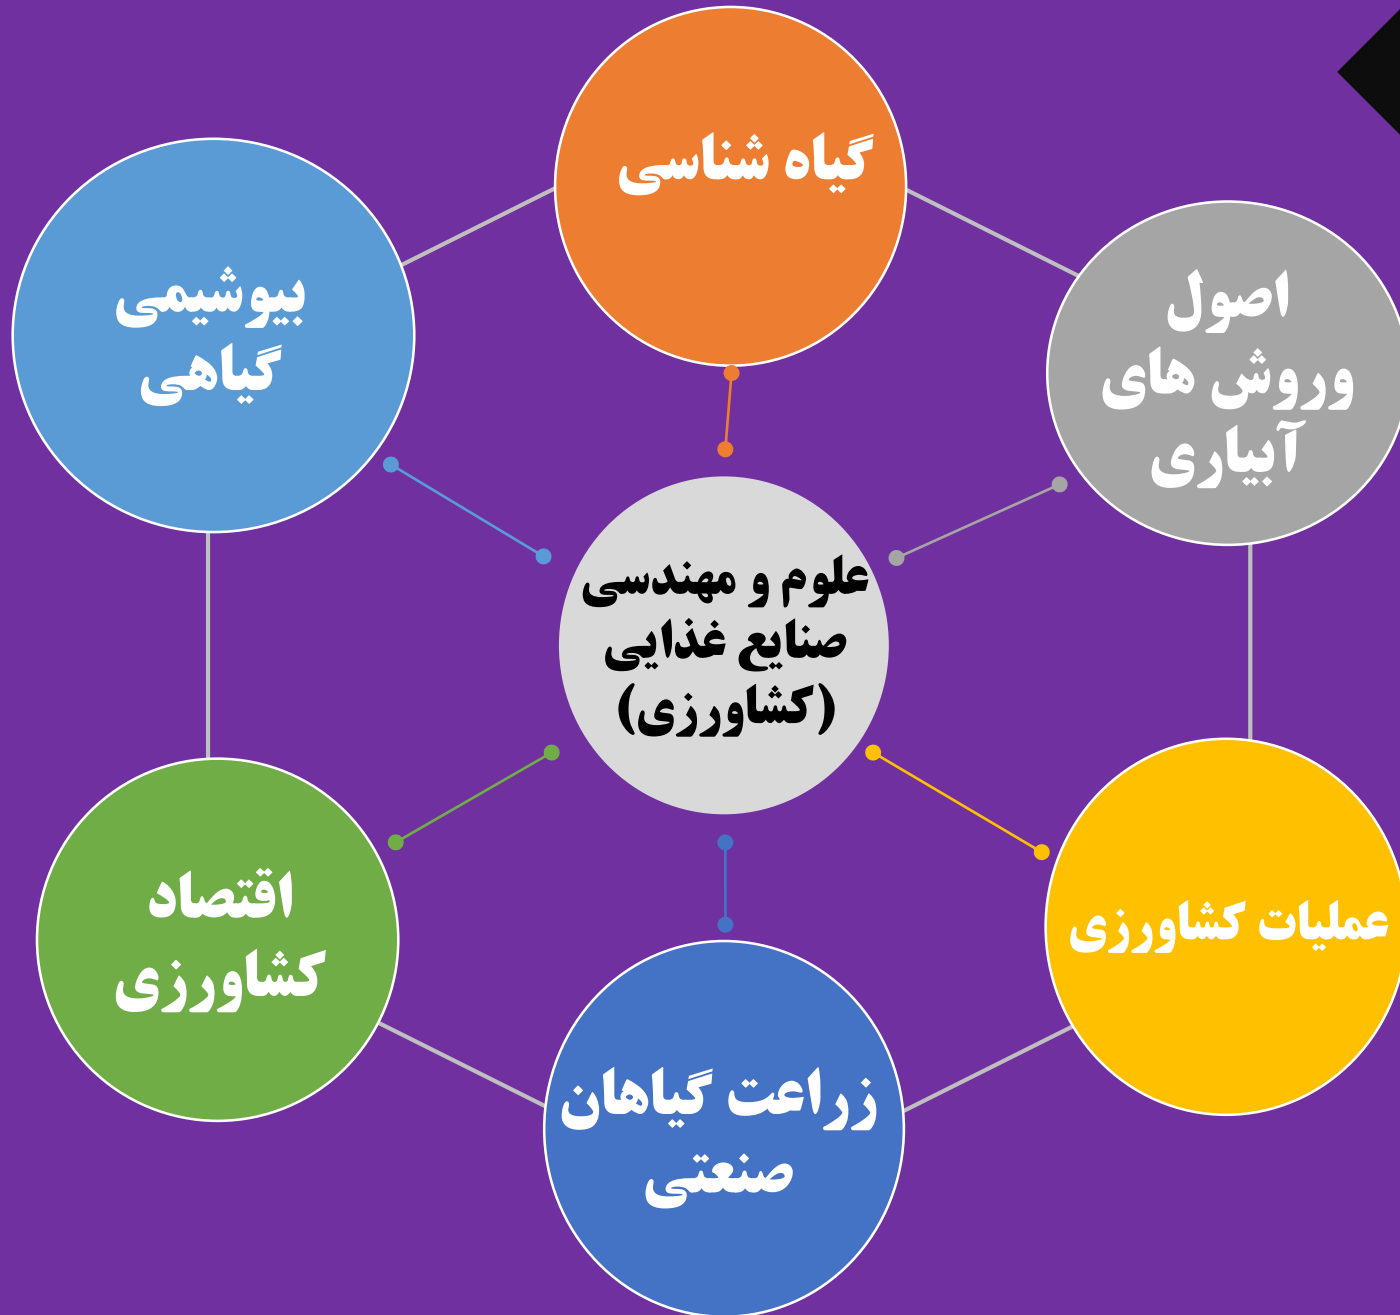 گیاه شناسی
اصول
وروش های
آبیاری
بیوشیمی
گیاهی
علوم و مهندسی
صنایع غذایی
(کشاورزی)
عملیات کشاورزی
اقتصاد
کشاورزی
زراعت گیاهان
صنعتی